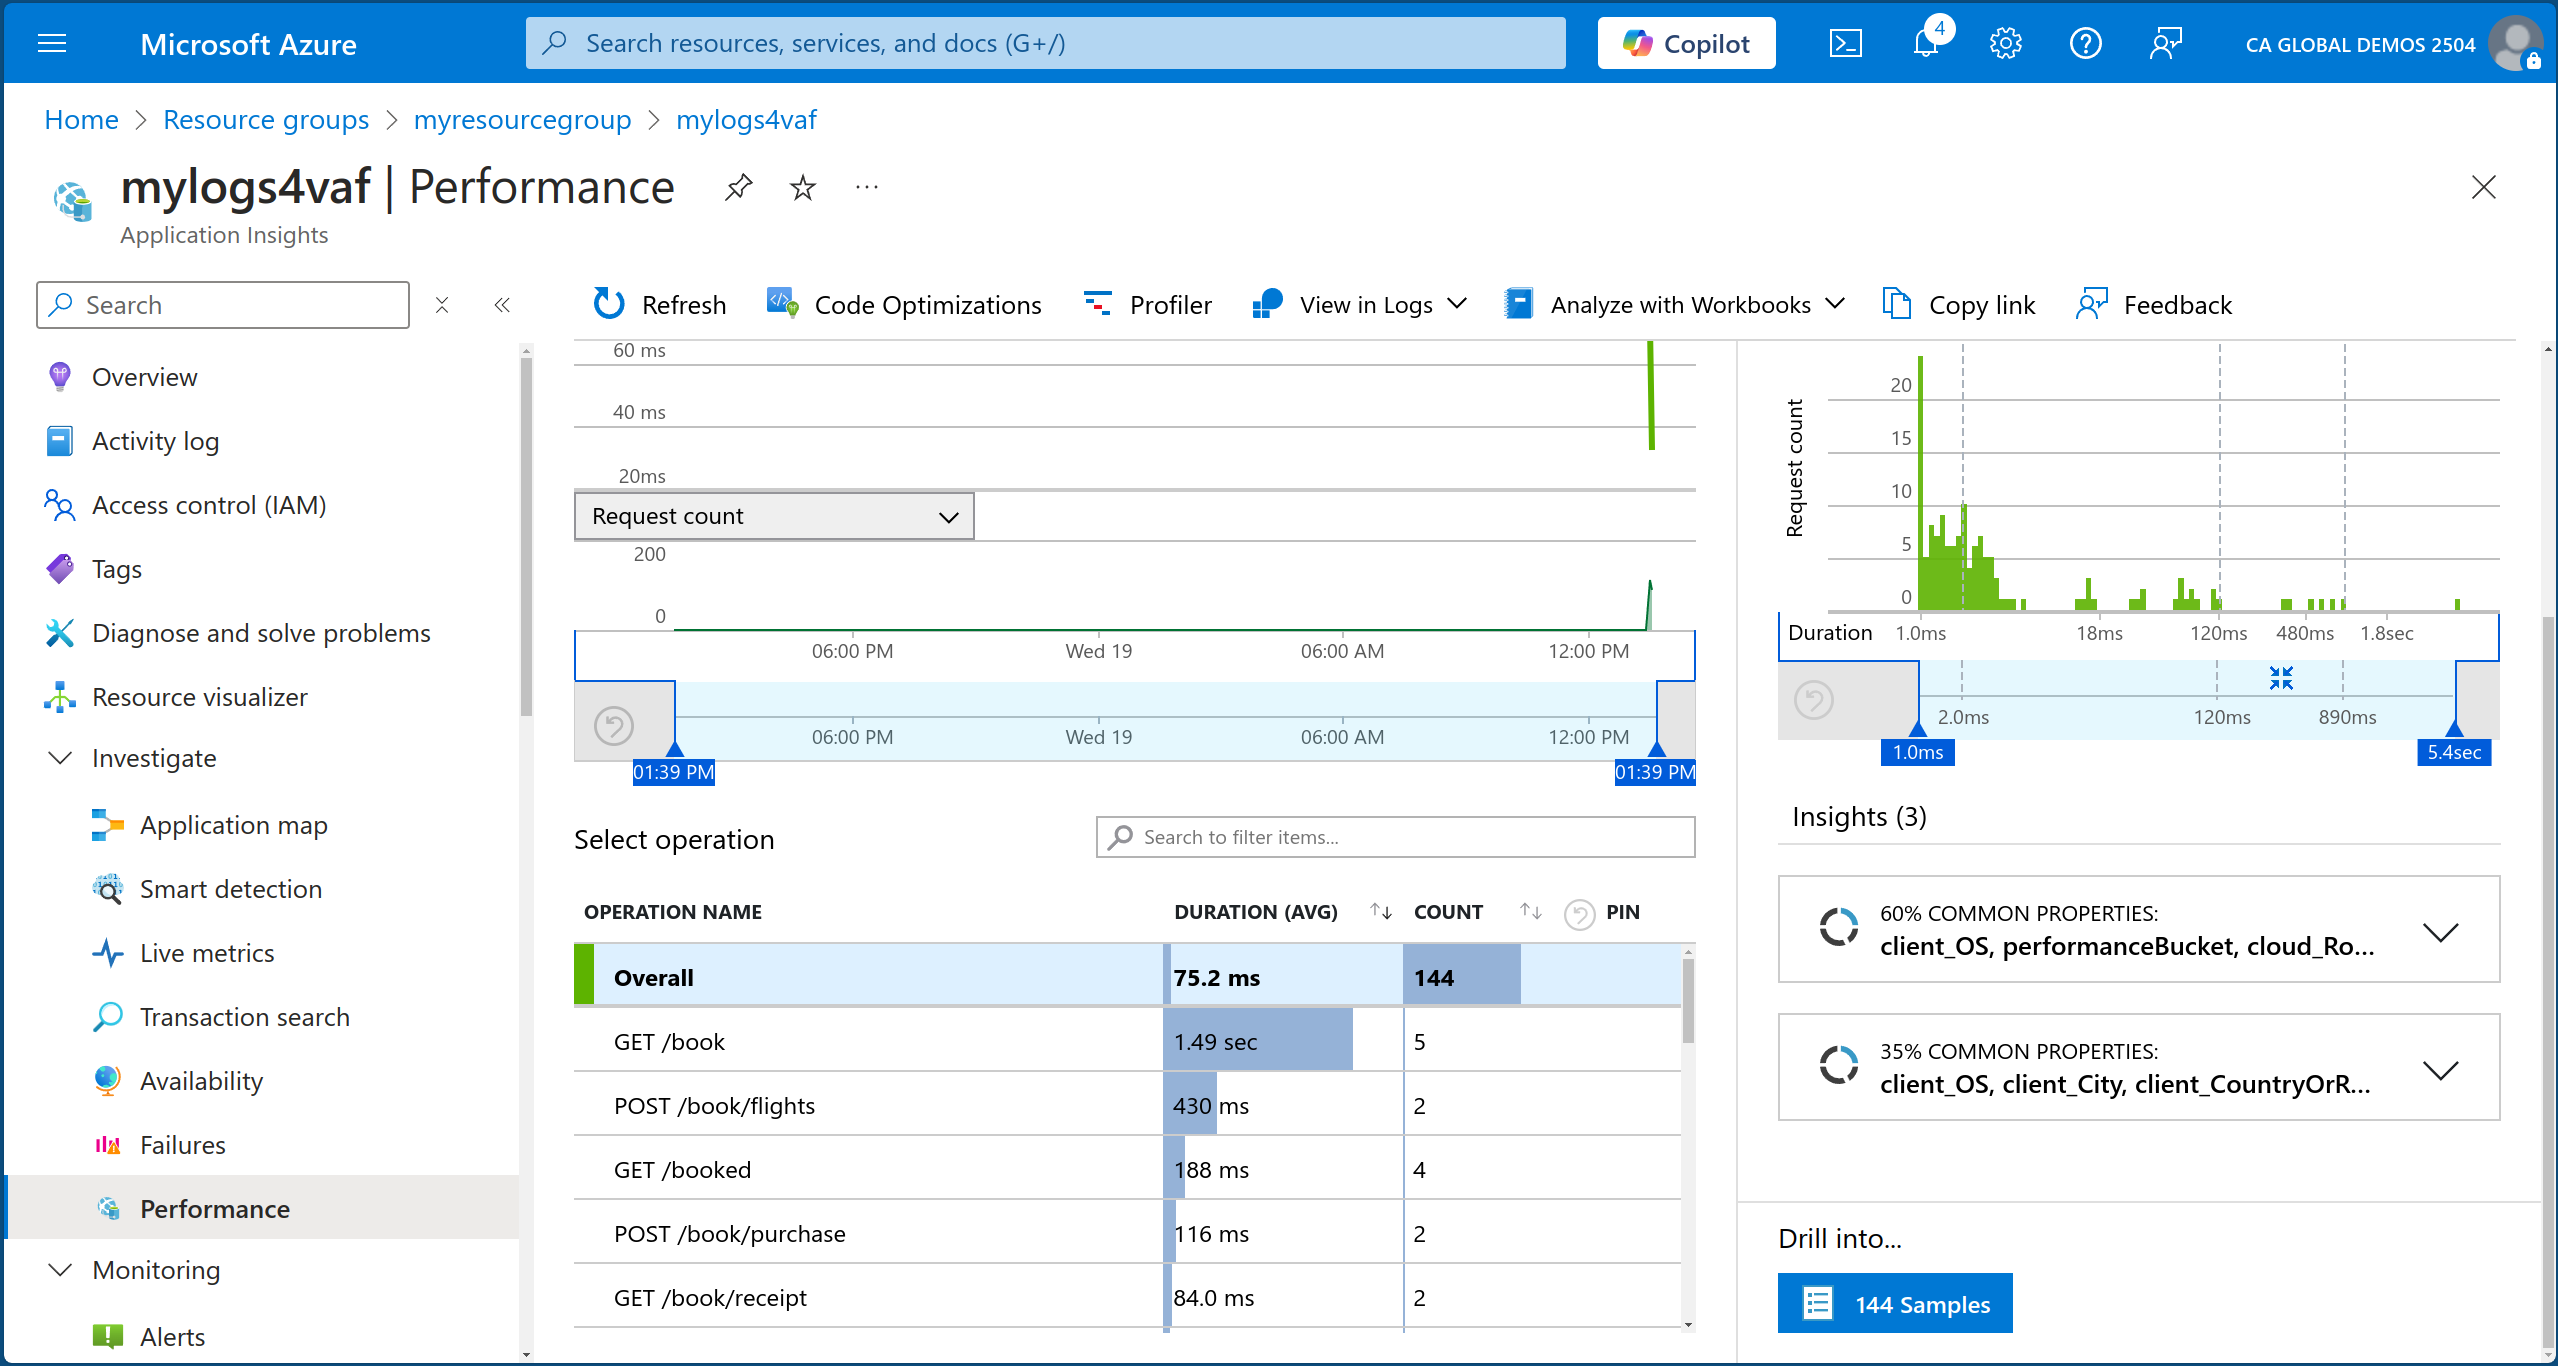 Microsoft Azure
Search resources, services, and docs (G+/)
Copilot
4
CA GLOBAL DEMOS 2504
Home > Resource groups > myresourcegroup > mylogs4vaf
mylogs4vaf | Performance
Application Insights
Search
Refresh
Code Optimizations
Profiler
View in Logs
Analyze with Workbooks
Copy link
Feedback
Overview
Activity log
Access control (IAM)
Tags
Diagnose and solve problems
Resource visualizer
Investigate
Application map
Smart detection
Live metrics
Transaction search
Availability
Failures
Performance
Monitoring
Alerts
60 ms
40 ms
20ms
Request count
200
0
06:00 PM Wed 19 06:00 AM 12:00 PM
06:00 PM Wed 19 06:00 AM 12:00 PM
01:39 PM 01:39 PM
Select operation
Search to filter items...
OPERATION NAME DURATION (AVG) COUNT PIN
Overall 75.2 ms 144
GET /book 1.49 sec 5
POST /book/flights 430 ms 2
GET /booked 188 ms 4
POST /book/purchase 116 ms 2
GET /book/receipt 84.0 ms 2
Request count
20
15
10
5
0
Duration 1.0ms 18ms 120ms 480ms 1.8sec
2.0ms 120ms 890ms
1.0ms 5.4sec
Insights (3)
60% COMMON PROPERTIES:
client_OS, performanceBucket, cloud_Ro...
35% COMMON PROPERTIES:
client_OS, client_City, client_CountryOrR...
Drill into...
144 Samples